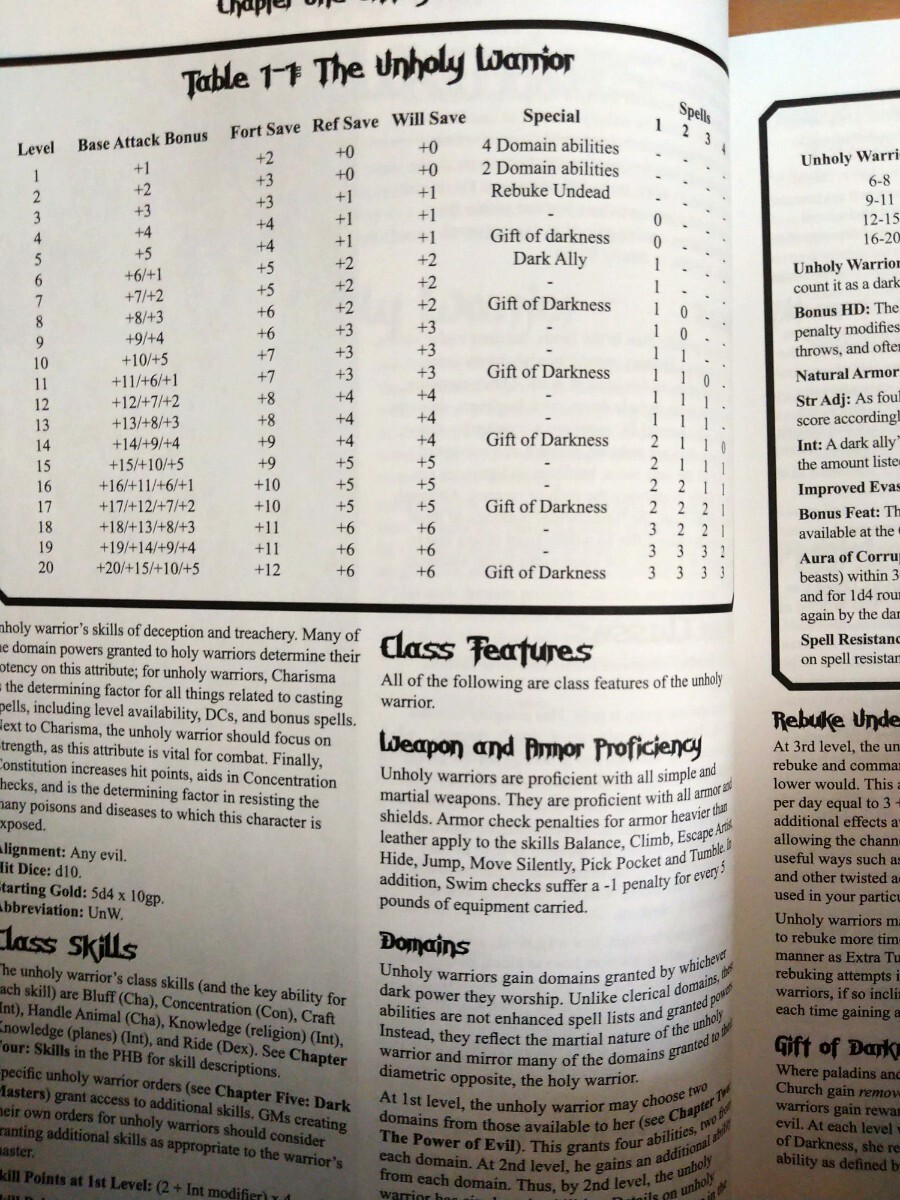 Table 1-1: The Unholy Warrior
Spells
Level Base Attack Bonus Fort Save Ref Save Will Save Special 1 2 3 4
1 +1 +2 +0 +0 4 Domain abilities - - - -
2 +2 +3 +0 +0 2 Domain abilities - - - -
3 +3 +3 +1 +1 Rebuke Undead - - - -
4 +4 +4 +1 +1 - 0 - - -
5 +5 +4 +1 +1 Gift of darkness 0 - - -
6 +6/+1 +5 +2 +2 Dark Ally 1 - - -
7 +7/+2 +5 +2 +2 - 1 - - -
8 +8/+3 +6 +2 +2 Gift of Darkness 1 0 - -
9 +9/+4 +6 +3 +3 - 1 0 - -
10 +10/+5 +7 +3 +3 - 1 1 - -
11 +11/+6/+1 +7 +3 +3 Gift of Darkness 1 1 0 -
12 +12/+7/+2 +8 +4 +4 - 1 1 1 -
13 +13/+8/+3 +8 +4 +4 - 1 1 1 -
14 +14/+9/+4 +9 +4 +4 Gift of Darkness 2 1 1 0
15 +15/+10/+5 +9 +5 +5 - 2 1 1 1
16 +16/+11/+6/+1 +10 +5 +5 - 2 2 1 1
17 +17/+12/+7/+2 +10 +5 +5 Gift of Darkness 2 2 2 1
18 +18/+13/+8/+3 +11 +6 +6 - 3 2 2 1
19 +19/+14/+9/+4 +11 +6 +6 - 3 3 3 2
20 +20/+15/+10/+5 +12 +6 +6 Gift of Darkness 3 3 3 3
nholy warrior's skills of deception and treachery. Many of
e domain powers granted to holy warriors determine their
otency on this attribute; for unholy warriors, Charisma
s the determining factor for all things related to casting
pells, including level availability, DCs, and bonus spells.
Next to Charisma, the unholy warrior should focus on
trength, as this attribute is vital for combat. Finally,
Constitution increases hit points, aids in Concentration
hecks, and is the determining factor in resisting the
many poisons and diseases to which this character is
xposed.
Alignment: Any evil.
Hit Dice: d10.
Starting Gold: 5d4 x 10gp.
Abbreviation: UnW.
Class Skills
The unholy warrior's class skills (and the key ability for
each skill) are Bluff (Cha), Concentration (Con), Craft
(Int), Handle Animal (Cha), Knowledge (religion) (Int),
Knowledge (planes) (Int), and Ride (Dex). See Chapter
Four: Skills in the PHB for skill descriptions.
Specific unholy warrior orders (see Chapter Five: Dark
Masters) grant access to additional skills. GMs creating
their own orders for unholy warriors should consider
granting additional skills as appropriate to the warrior's
master.
Skill Points at 1st Level: (2 + Int modifier) x 4
Class Features
All of the following are class features of the unholy
warrior.
Weapon and Armor Proficiency
Unholy warriors are proficient with all simple and
martial weapons. They are proficient with all armor and
shields. Armor check penalties for armor heavier than
leather apply to the skills Balance, Climb, Escape Artist,
Hide, Jump, Move Silently, Pick Pocket and Tumble. In
addition, Swim checks suffer a -1 penalty for every 5
pounds of equipment carried.
Domains
Unholy warriors gain domains granted by whichever
dark power they worship. Unlike clerical domains, these
abilities are not enhanced spell lists and granted powers.
Instead, they reflect the martial nature of the unholy
warrior and mirror many of the domains granted to their
diametric opposite, the holy warrior.
At 1st level, the unholy warrior may choose two
domains from those available to her (see Chapter Two:
The Power of Evil). This grants four abilities, two from
each domain. At 2nd level, he gains an additional ability
from each domain. Thus, by 2nd level, the unholy
Unholy Warri
6-8
9-11
12-15
16-20
Unholy Warrior
count it as a dark
Bonus HD: The
penalty modifies
throws, and often
Natural Armor
Str Adj: As foul
score accordingl
Int: A dark ally'
the amount liste
Improved Evas
Bonus Feat: Th
available at the
Aura of Corrup
beasts) within 3
and for 1d4 rou
again by the dar
Spell Resistanc
on spell resistan
Rebuke Unde
At 3rd level, the un
rebuke and comma
lower would. This a
per day equal to 3 +
additional effects a
allowing the chann
useful ways such as
and other twisted a
used in your particu
Unholy warriors m
to rebuke more tim
manner as Extra Tu
rebuking attempts i
warriors, if so incli
each time gaining a
Gift of Dark
Where paladins and
Church gain remov
warriors gain rewar
evil. At each level
of Darkness, she re
ability as defined b